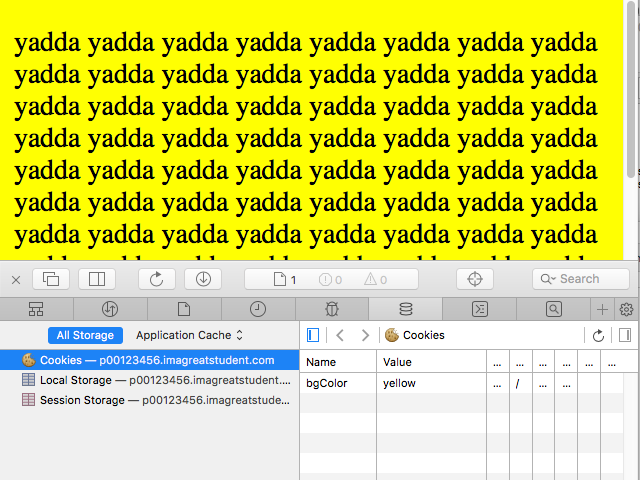 yadda yadda yadda yadda yadda yadda yadda yadda
yadda yadda yadda yadda yadda yadda yadda yadda
yadda yadda yadda yadda yadda yadda yadda yadda
yadda yadda yadda yadda yadda yadda yadda yadda
yadda yadda yadda yadda yadda yadda yadda yadda
yadda yadda yadda yadda yadda yadda yadda yadda
yadda yadda yadda yadda yadda yadda yadda yadda
1 0 0 Search
All Storage Application Cache Cookies
Cookies — p00123456.imagreatstudent.com
Local Storage — p00123456.imagreatstudent....
Session Storage — p00123456.imagreatstude...
Name Value ... ... ... ... ... ...
bgColor yellow ... / ... ...